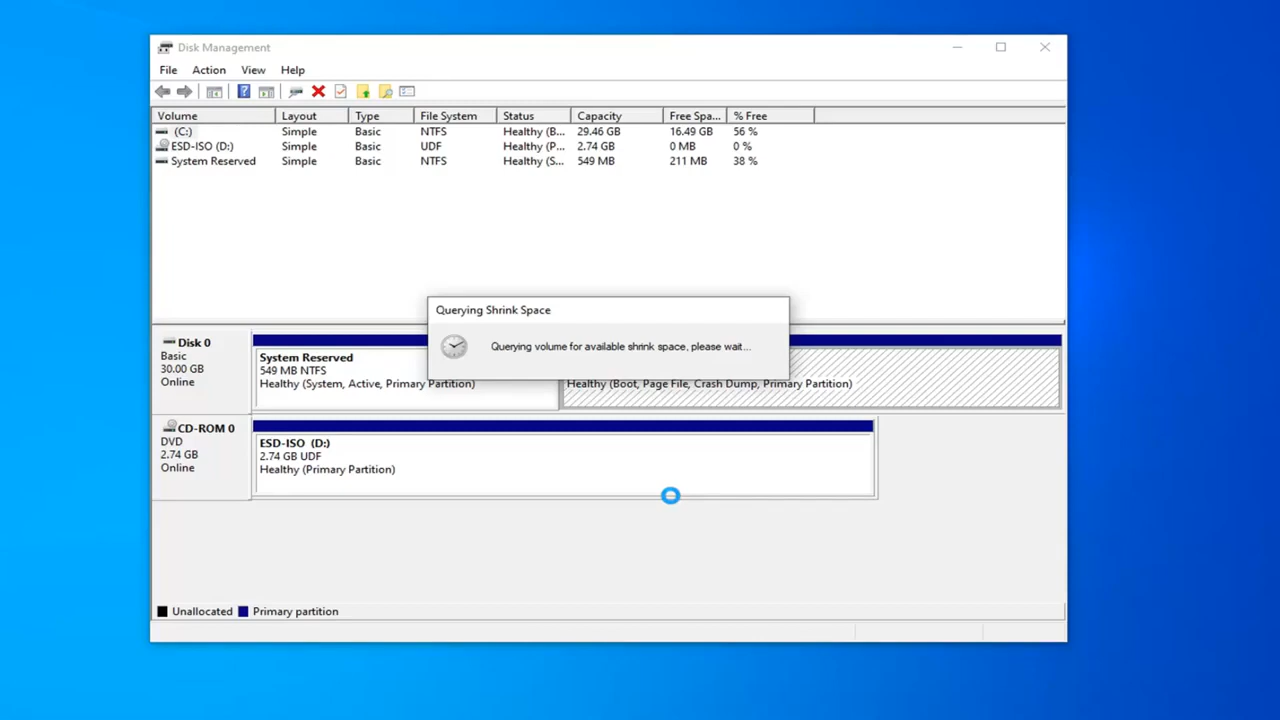 Disk Management
File Action View Help
Volume Layout Type File System Status Capacity Free Spa... % Free
(C:) Simple Basic NTFS Healthy (B... 29.46 GB 16.49 GB 56 %
ESD-ISO (D:) Simple Basic UDF Healthy (P... 2.74 GB 0 MB 0 %
System Reserved Simple Basic NTFS Healthy (S... 549 MB 211 MB 38 %
Querying Shrink Space
Querying volume for available shrink space, please wait...
Disk 0
Basic
30.00 GB
Online
System Reserved
549 MB NTFS
Healthy (System, Active, Primary Partition)
Healthy (Boot, Page File, Crash Dump, Primary Partition)
CD-ROM 0
DVD
2.74 GB
Online
ESD-ISO (D:)
2.74 GB UDF
Healthy (Primary Partition)
Unallocated Primary partition